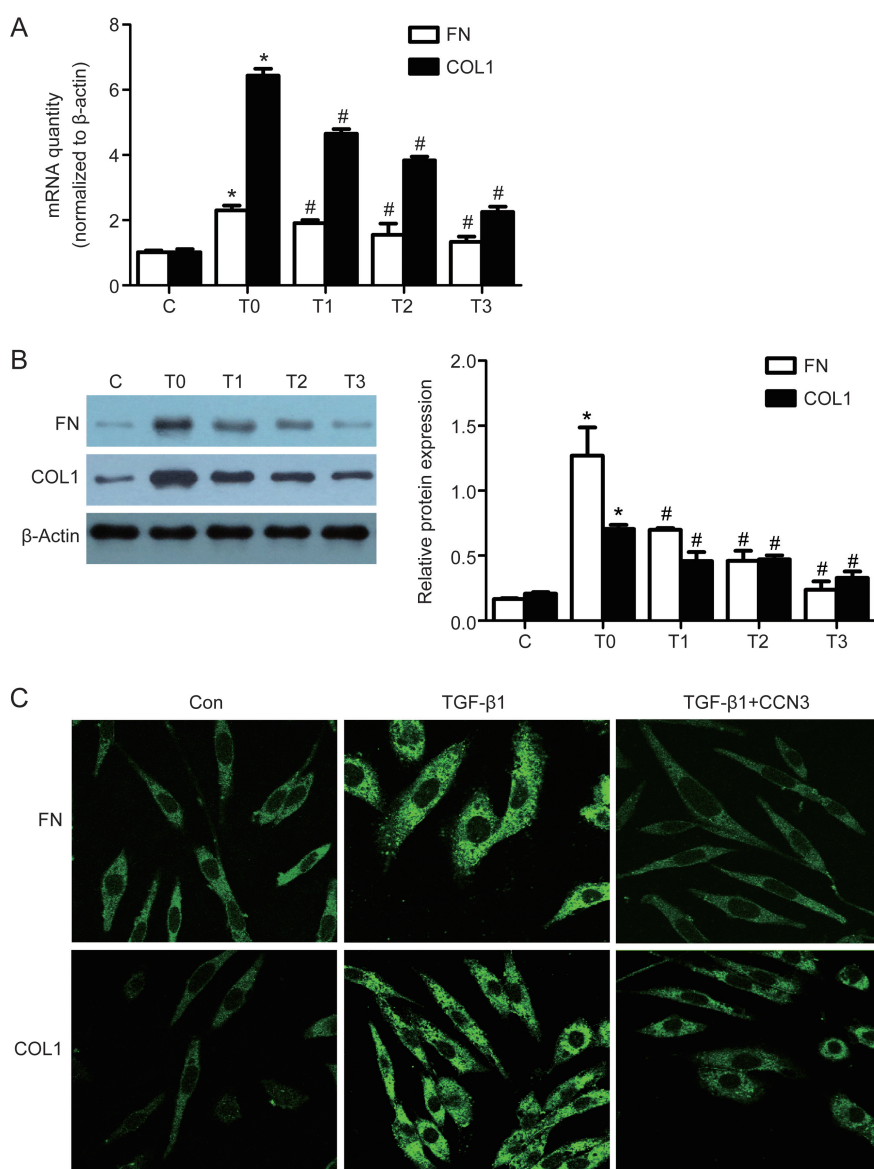 A
mRNA quantity
(normalized to β-actin)
8
6
4
2
0
FN
COL1
*
*
#
#
#
#
#
#
C T0 T1 T2 T3
B
C T0 T1 T2 T3
FN
COL1
β-Actin
Relative protein expression
2.0
1.5
1.0
0.5
0.0
FN
COL1
*
*
#
#
#
#
#
#
C T0 T1 T2 T3
C
Con TGF-β1 TGF-β1+CCN3
FN
COL1